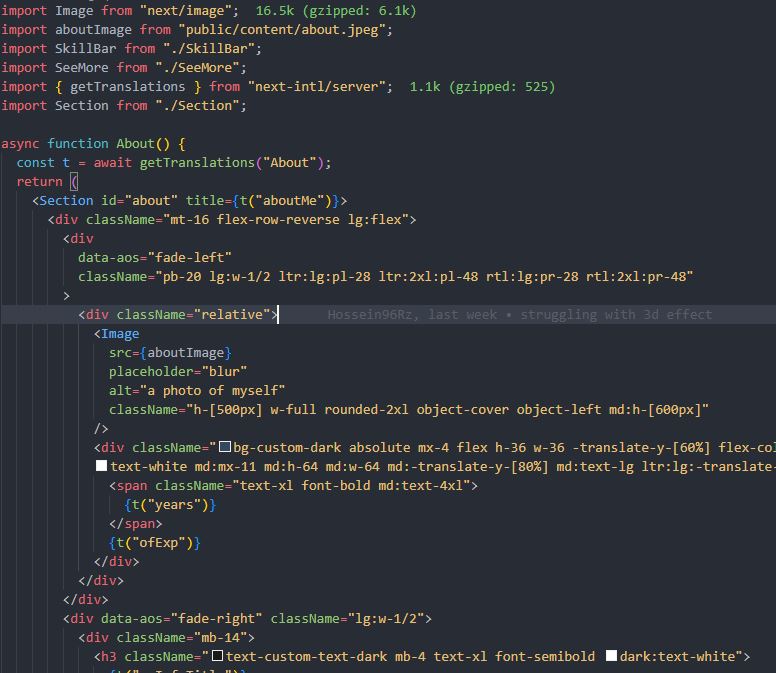 import Image from "next/image";  16.5k (gzipped: 6.1k)
import aboutImage from "public/content/about.jpeg";
import SkillBar from "./SkillBar";
import SeeMore from "./SeeMore";
import { getTranslations } from "next-intl/server";  1.1k (gzipped: 525)
import Section from "./Section";

async function About() {
  const t = await getTranslations("About");
  return (
    <Section id="about" title={t("aboutMe")}>
      <div className="mt-16 flex-row-reverse lg:flex">
        <div
          data-aos="fade-left"
          className="pb-20 lg:w-1/2 ltr:lg:pl-28 ltr:2xl:pl-48 rtl:lg:pr-28 rtl:2xl:pr-48"
        >
          <div className="relative">      Hossein96Rz, last week • struggling with 3d effect
            <Image
              src={aboutImage}
              placeholder="blur"
              alt="a photo of myself"
              className="h-[500px] w-full rounded-2xl object-cover object-left md:h-[600px]"
            />
            <div className="bg-custom-dark absolute mx-4 flex h-36 w-36 -translate-y-[60%] flex-col
            text-white md:mx-11 md:h-64 md:w-64 md:-translate-y-[80%] md:text-lg ltr:lg:-translate-
              <span className="text-xl font-bold md:text-4xl">
                {t("years")}
              </span>
              {t("ofExp")}
            </div>
          </div>
        </div>
        <div data-aos="fade-right" className="lg:w-1/2">
          <div className="mb-14">
            <h3 className="text-custom-text-dark mb-4 text-xl font-semibold dark:text-white">